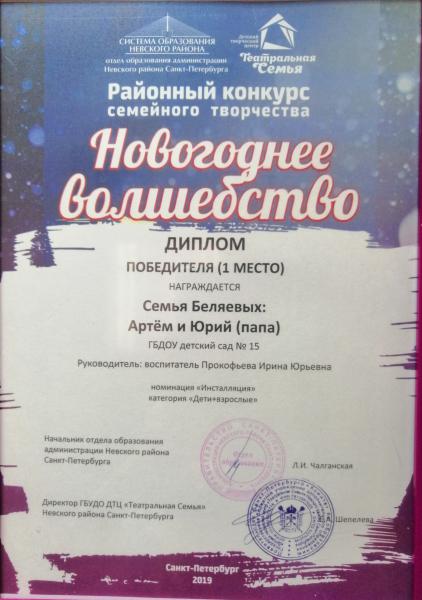 СИСТЕМА ОБРАЗОВАНИЯ
НЕВСКОГО РАЙОНА
отдел образования администрации
Невского района Санкт-Петербурга
Детский
творческий
центр
Театральная
Семья
Районный конкурс
семейного творчества
Новогоднее
волшебство
ДИПЛОМ
ПОБЕДИТЕЛЯ (1 МЕСТО)
НАГРАЖДАЕТСЯ
Семья Беляевых:
Артём и Юрий (папа)
ГБДОУ детский сад № 15
Руководитель: воспитатель Прокофьева Ирина Юрьевна
номинация «Инсталляция»
категория «Дети+взрослые»
Начальник отдела образования
администрации Невского района
Санкт-Петербурга
Л.И. Чалганская
Отдел
образования
Директор ГБУДО ДТЦ «Театральная Семья»
Невского района Санкт-Петербурга
Шепелева
Санкт-Петербург
2019